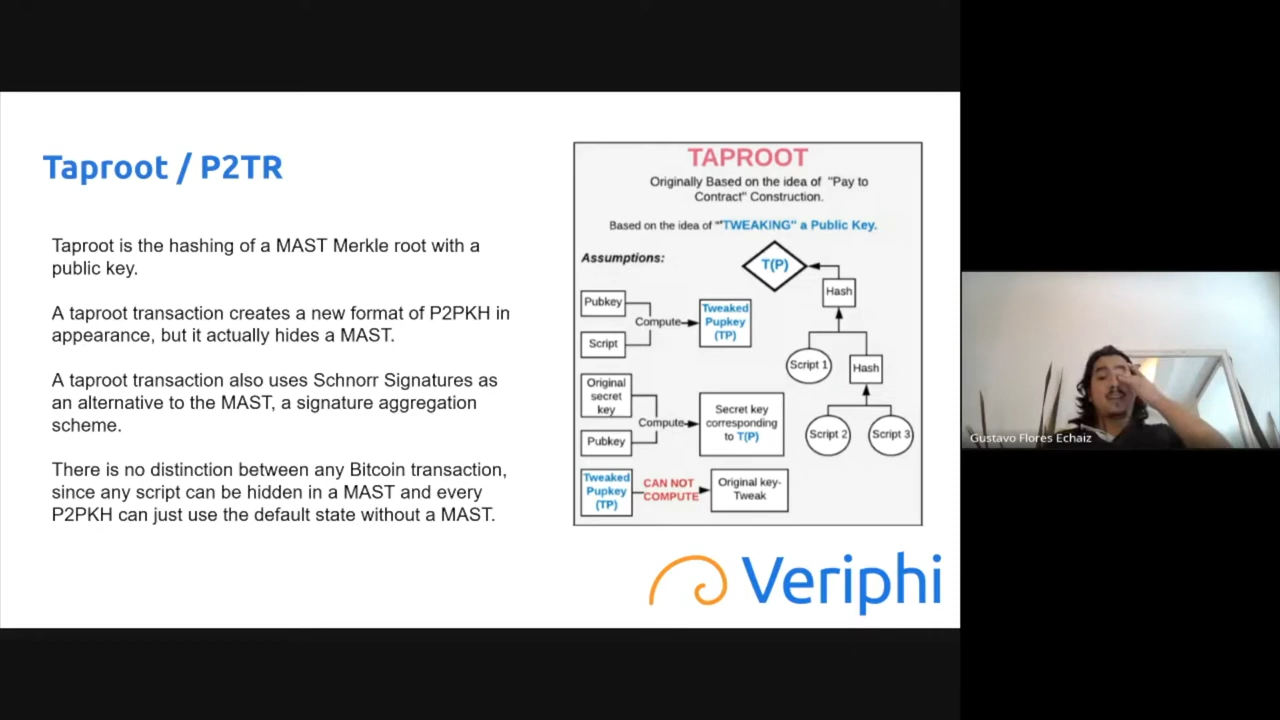 Taproot / P2TR
Taproot is the hashing of a MAST Merkle root with a
public key.
A taproot transaction creates a new format of P2PKH in
appearance, but it actually hides a MAST.
A taproot transaction also uses Schnorr Signatures as
an alternative to the MAST, a signature aggregation
scheme.
There is no distinction between any Bitcoin transaction,
since any script can be hidden in a MAST and every
P2PKH can just use the default state without a MAST.
TAPROOT
Originally Based on the idea of "Pay to
Contract" Construction.
Based on the idea of ""TWEAKING" a Public Key.
Assumptions:
T(P)
Hash
Pubkey
Script
Compute
Tweaked
Pupkey
(TP)
Script 1
Hash
Original
secret
key
Pubkey
Compute
Secret key
corresponding
to T(P)
Script 2
Script 3
Tweaked
Pupkey
(TP)
CAN NOT
COMPUTE
Original key-
Tweak
Veriphi
Gustavo Flores Echaiz